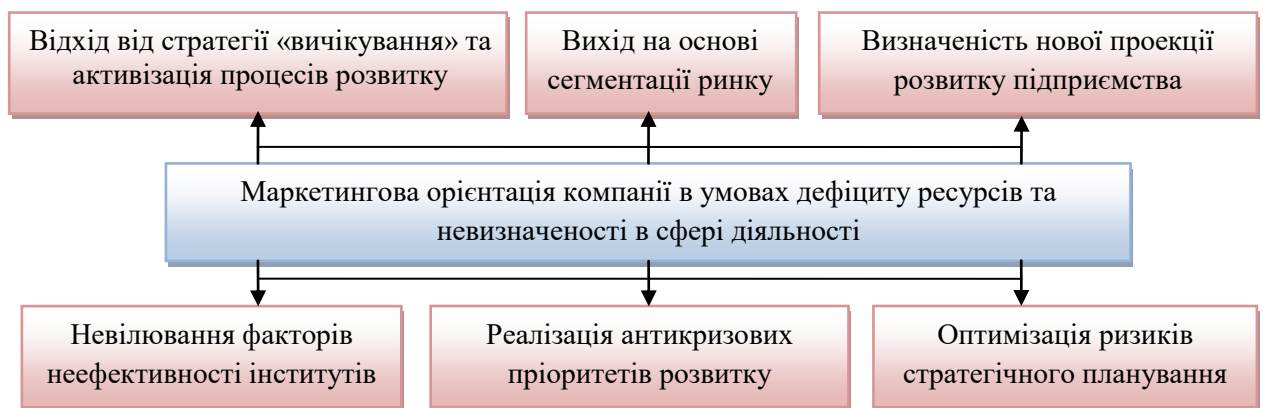 Відхід від стратегії «вичікування» та
активізація процесів розвитку
Вихід на основі
сегментації ринку
Визначеність нової проекції
розвитку підприємства
Маркетингова орієнтація компанії в умовах дефіциту ресурсів та
невизначеності в сфері діяльності
Невілювання факторів
неефективності інститутів
Реалізація антикризових
пріоритетів розвитку
Оптимізація ризиків
стратегічного планування